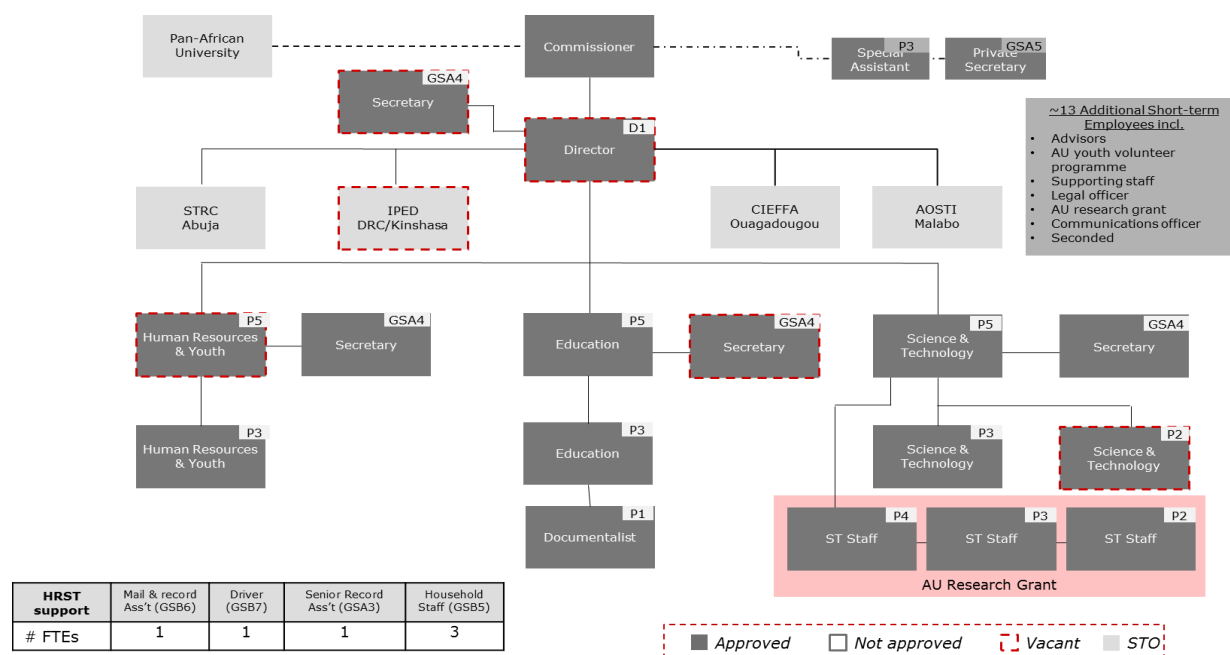 Pan-African
University
Commissioner
P3
Special
Assistant
GSA5
Private
Secretary
GSA4
Secretary
D1
Director
~13 Additional Short-term
Employees incl.
• Advisors
• AU youth volunteer
programme
• Supporting staff
• Legal officer
• AU research grant
• Communications officer
• Seconded
STRC
Abuja
IPED
DRC/Kinshasa
CIEFFA
Ouagadougou
AOSTI
Malabo
P5
Human Resources
& Youth
GSA4
Secretary
P5
Education
GSA4
Secretary
P5
Science &
Technology
GSA4
Secretary
P3
Human Resources
& Youth
P3
Education
P3
Science &
Technology
P2
Science &
Technology
P1
Documentalist
P4
ST Staff
P3
ST Staff
P2
ST Staff
AU Research Grant
HRST
support
Mail & record
Ass't (GSB6)
Driver
(GSB7)
Senior Record
Ass't (GSA3)
Household
Staff (GSB5)
# FTEs 1 1 1 3
Approved Not approved Vacant STO